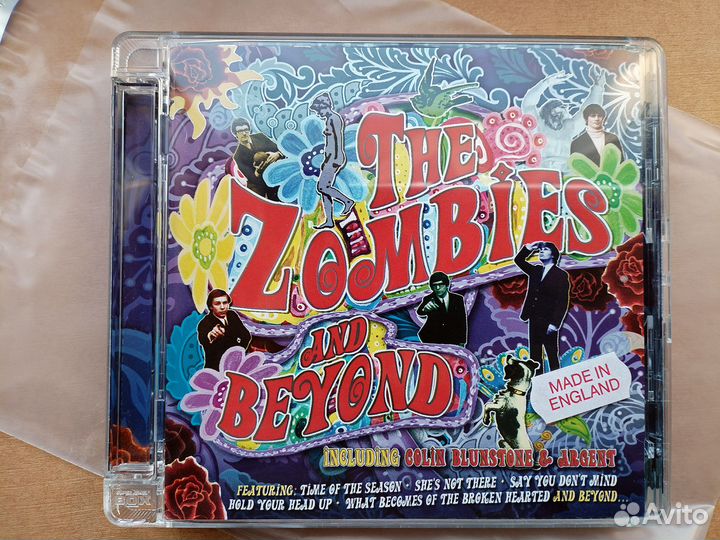 THE
ZOMBIES
AND
BEYOND
MADE IN
ENGLAND
INCLUDING COLIN BLUNSTONE & ARGENT
FEATURING: TIME OF THE SEASON • SHE'S NOT THERE • SAY YOU DON'T MIND
HOLD YOUR HEAD UP • WHAT BECOMES OF THE BROKEN HEARTED AND BEYOND...
Avito